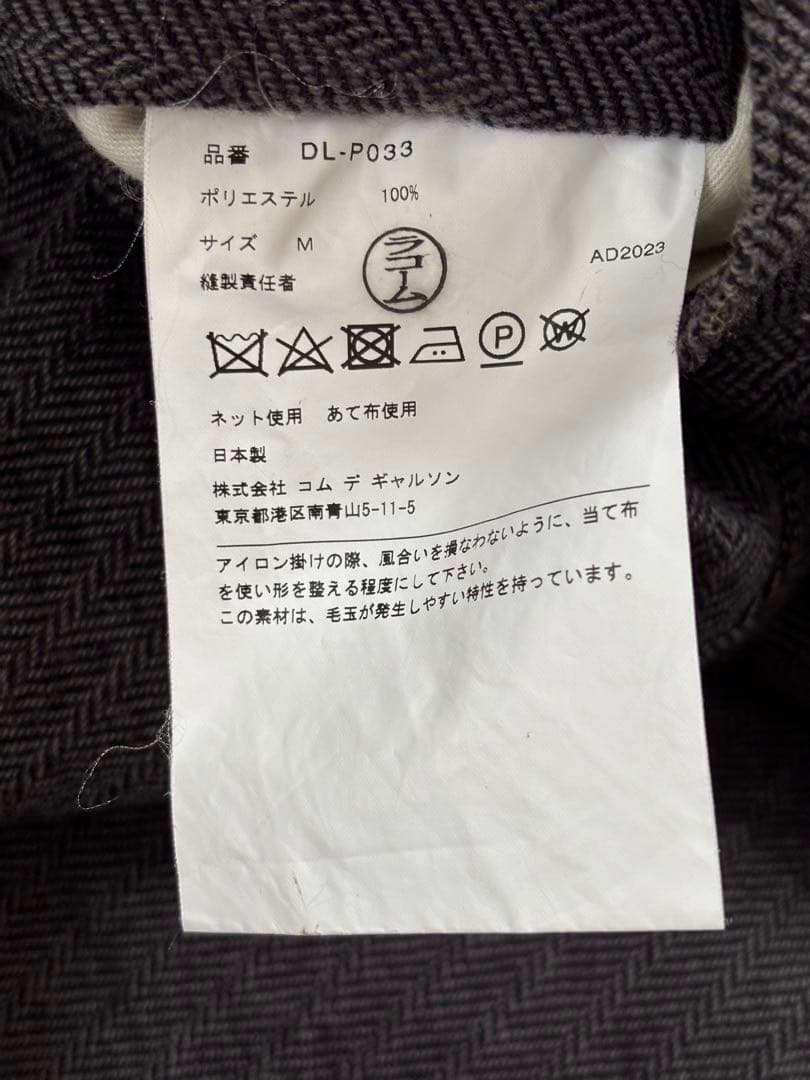 品番 DL-P033
ポリエステル 100%
サイズ M
AD2023
縫製責任者 ラコーム
P W
ネット使用 あて布使用
日本製
株式会社 コム デ ギャルソン
東京都港区南青山5-11-5
アイロン掛けの際、風合いを損なわないように、当て布
を使い形を整える程度にして下さい。
この素材は、毛玉が発生しやすい特性を持っています。